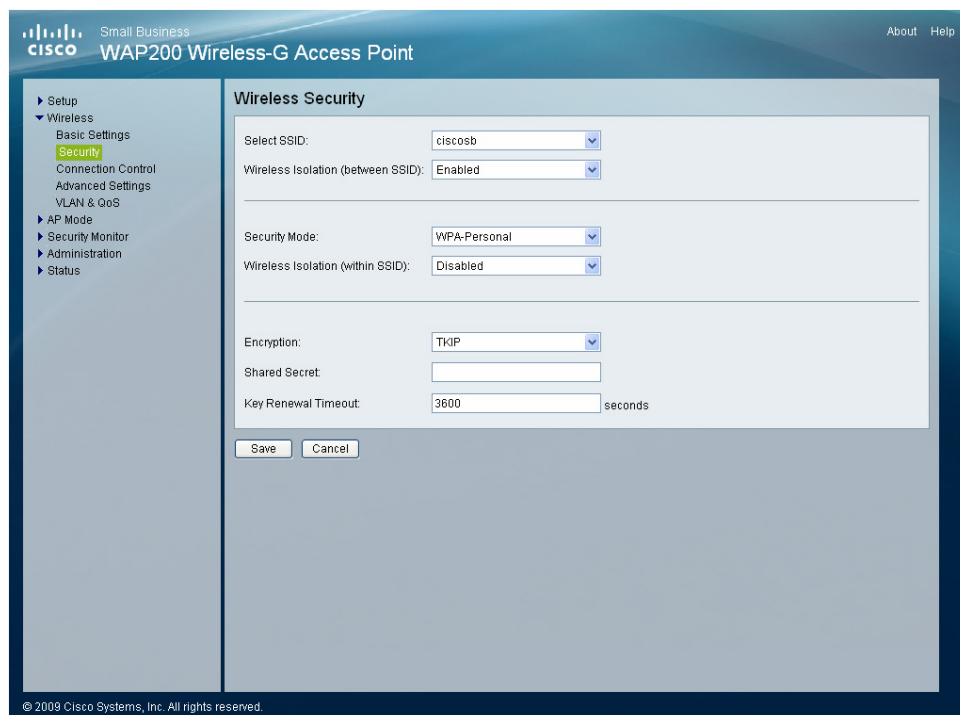 Small Business
CISCO WAP200 Wireless-G Access Point
About Help
Setup
Wireless
Basic Settings
Security
Connection Control
Advanced Settings
VLAN & QoS
AP Mode
Security Monitor
Administration
Status
Wireless Security
Select SSID: ciscosb
Wireless Isolation (between SSID): Enabled
Security Mode: WPA-Personal
Wireless Isolation (within SSID): Disabled
Encryption: TKIP
Shared Secret:
Key Renewal Timeout: 3600 seconds
Save Cancel
© 2009 Cisco Systems, Inc. All rights reserved.